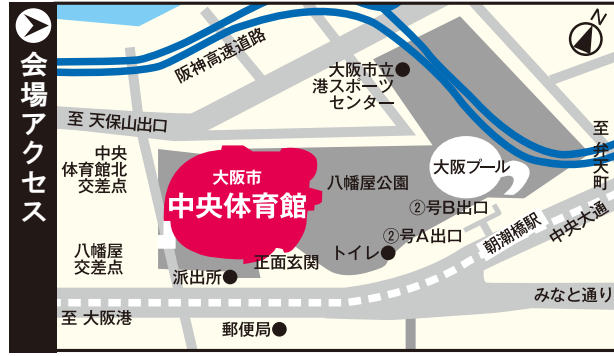 会場アクセス
N
阪神高速道路
大阪市立
港スポーツ
センター
至 天保山出口
至 弁天町
中央
体育館北
交差点
大阪市
中央体育館
八幡屋公園
大阪プール
②号B出口
②号A出口
朝潮橋駅
中央大通
八幡屋
交差点
トイレ
正面玄関
派出所
みなと通り
至 大阪港
郵便局